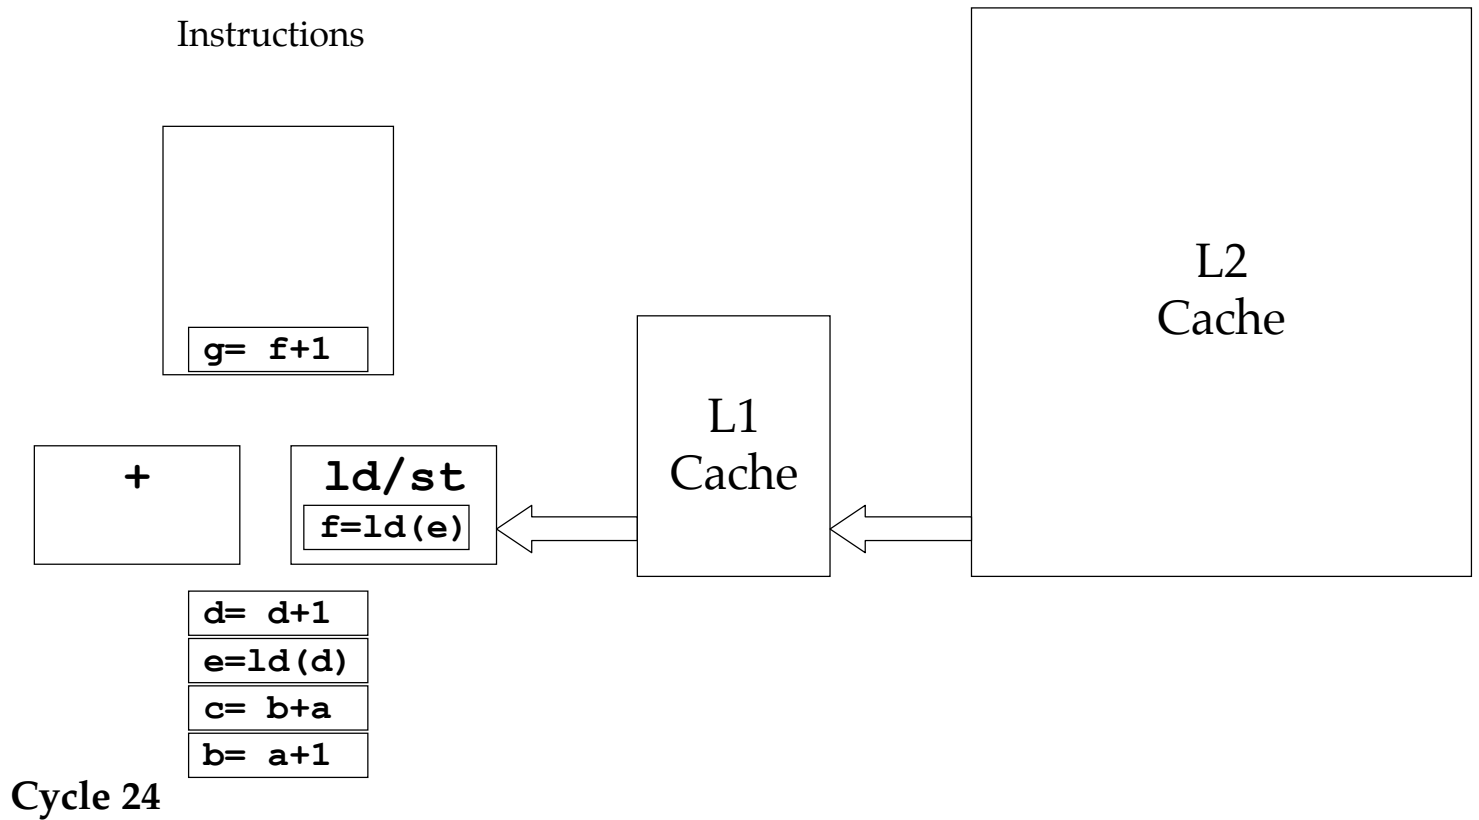 Instructions
g= f+1
+
ld/st
f=ld(e)
d= d+1
e=ld(d)
c= b+a
b= a+1
L1
Cache
L2
Cache
Cycle 24